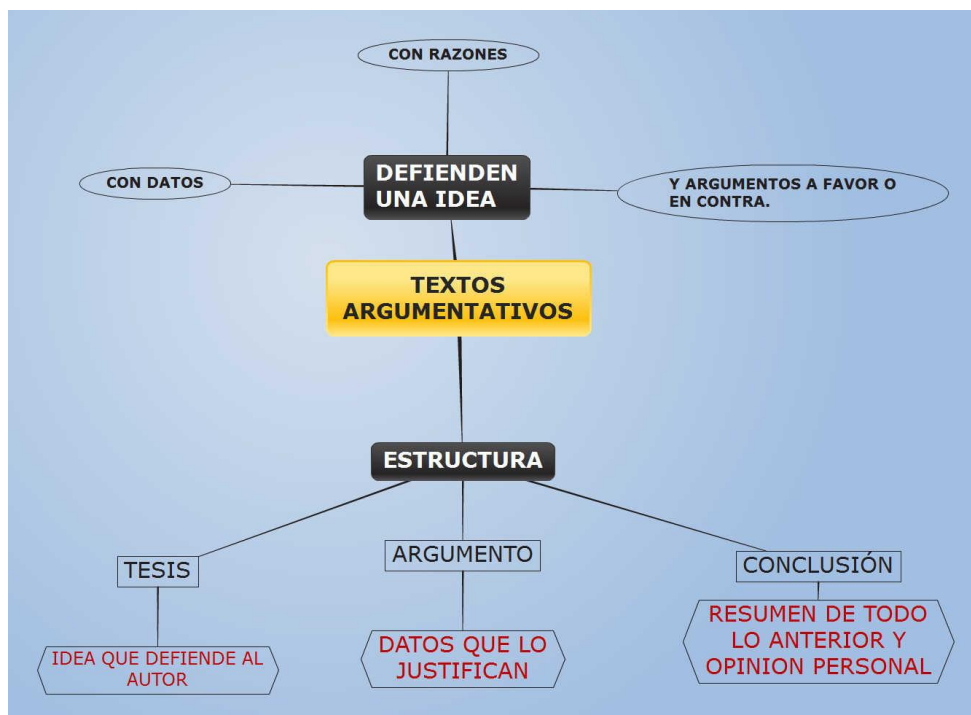 CON RAZONES
CON DATOS
DEFIENDEN
UNA IDEA
Y ARGUMENTOS A FAVOR O
EN CONTRA.
TEXTOS
ARGUMENTATIVOS
ESTRUCTURA
TESIS
ARGUMENTO
CONCLUSIÓN
IDEA QUE DEFIENDE AL
AUTOR
DATOS QUE LO
JUSTIFICAN
RESUMEN DE TODO
LO ANTERIOR Y
OPINION PERSONAL